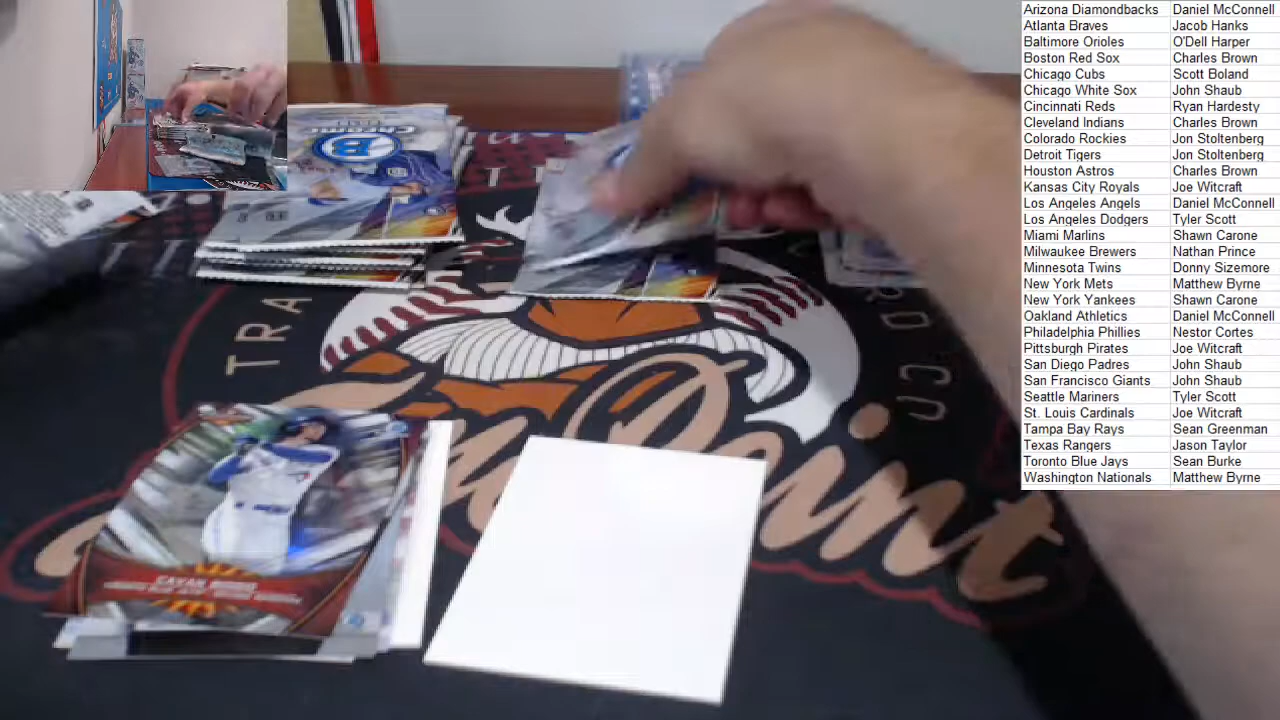 Arizona Diamondbacks Daniel McConnell
Atlanta Braves Jacob Hanks
Baltimore Orioles O'Dell Harper
Boston Red Sox Charles Brown
Chicago Cubs Scott Boland
Chicago White Sox John Shaub
Cincinnati Reds Ryan Hardesty
Cleveland Indians Charles Brown
Colorado Rockies Jon Stoltenberg
Detroit Tigers Jon Stoltenberg
Houston Astros Charles Brown
Kansas City Royals Joe Witcraft
Los Angeles Angels Daniel McConnell
Los Angeles Dodgers Tyler Scott
Miami Marlins Shawn Carone
Milwaukee Brewers Nathan Prince
Minnesota Twins Donny Sizemore
New York Mets Matthew Byrne
New York Yankees Shawn Carone
Oakland Athletics Daniel McConnell
Philadelphia Phillies Nestor Cortes
Pittsburgh Pirates Joe Witcraft
San Diego Padres John Shaub
San Francisco Giants John Shaub
Seattle Mariners Tyler Scott
St. Louis Cardinals Joe Witcraft
Tampa Bay Rays Sean Greenman
Texas Rangers Jason Taylor
Toronto Blue Jays Sean Burke
Washington Nationals Matthew Byrne
B
TRA
Point